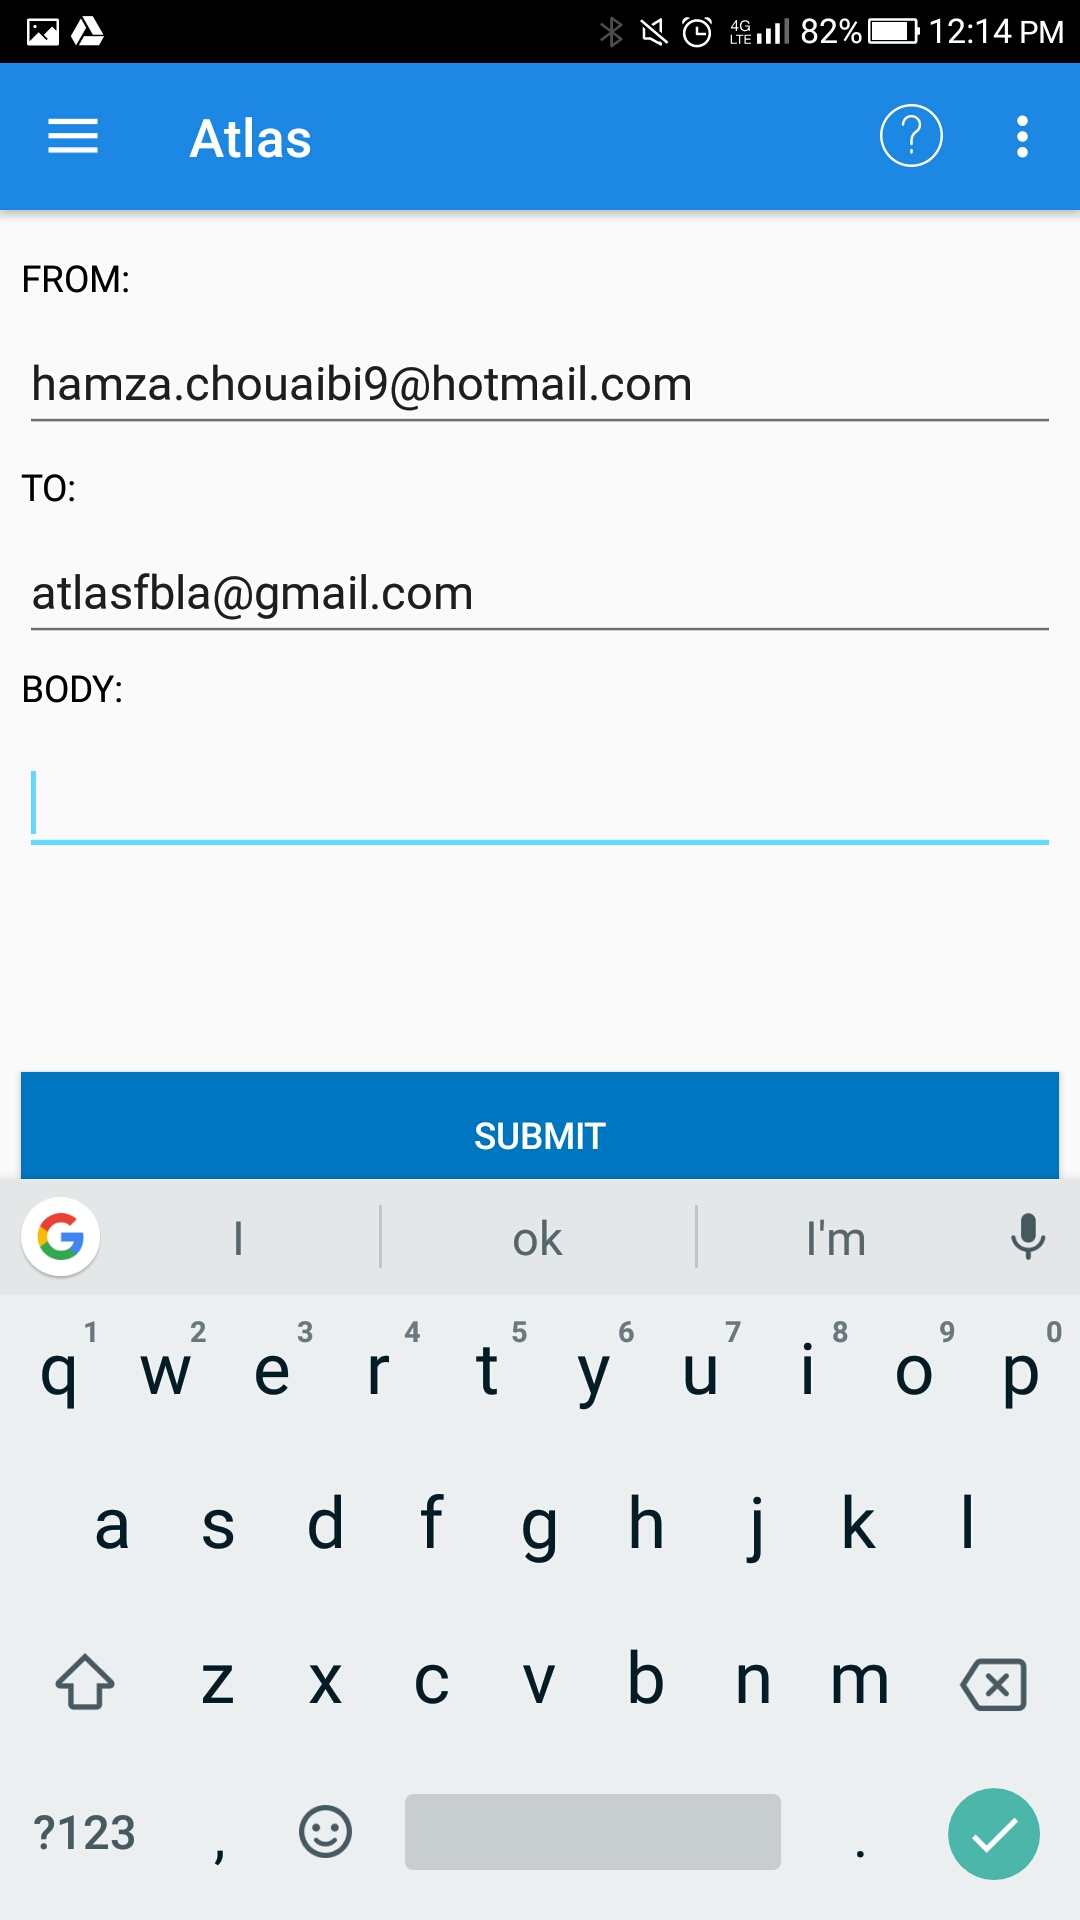 4G LTE 82% 12:14 PM
Atlas ?
FROM:
hamza.chouaibi9@hotmail.com
TO:
atlasfbla@gmail.com
BODY:
SUBMIT
G I ok I'm
1 2 3 4 5 6 7 8 9 0
q w e r t y u i o p
a s d f g h j k l
z x c v b n m
?123 , .